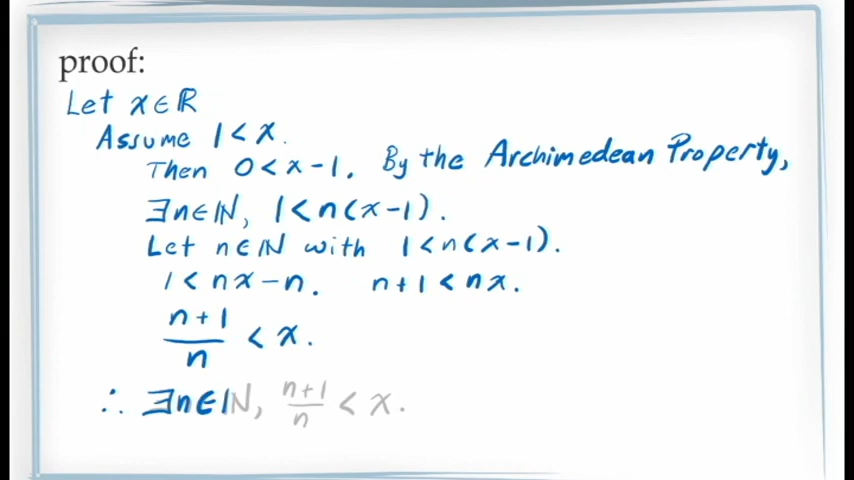 proof:
Let x∈ℝ
Assume 1<x.
Then 0<x-1. By the Archimedean Property,
∃n∈ℕ, 1<n(x-1).
Let n∈ℕ with 1<n(x-1).
1<nx-n. n+1<nx.
(n+1)/n < x.
∴ ∃n∈ℕ, (n+1)/n < x.